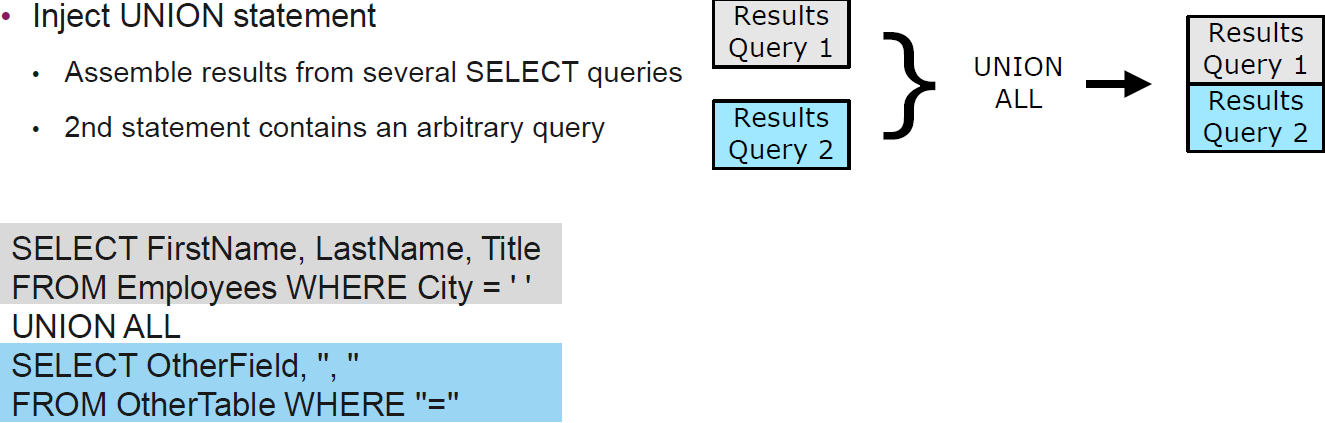 • Inject UNION statement
• Assemble results from several SELECT queries
• 2nd statement contains an arbitrary query
Results
Query 1
Results
Query 2
}
UNION
ALL
Results
Query 1
Results
Query 2
SELECT FirstName, LastName, Title
FROM Employees WHERE City = ' '
UNION ALL
SELECT OtherField, '', ''
FROM OtherTable WHERE ''=''